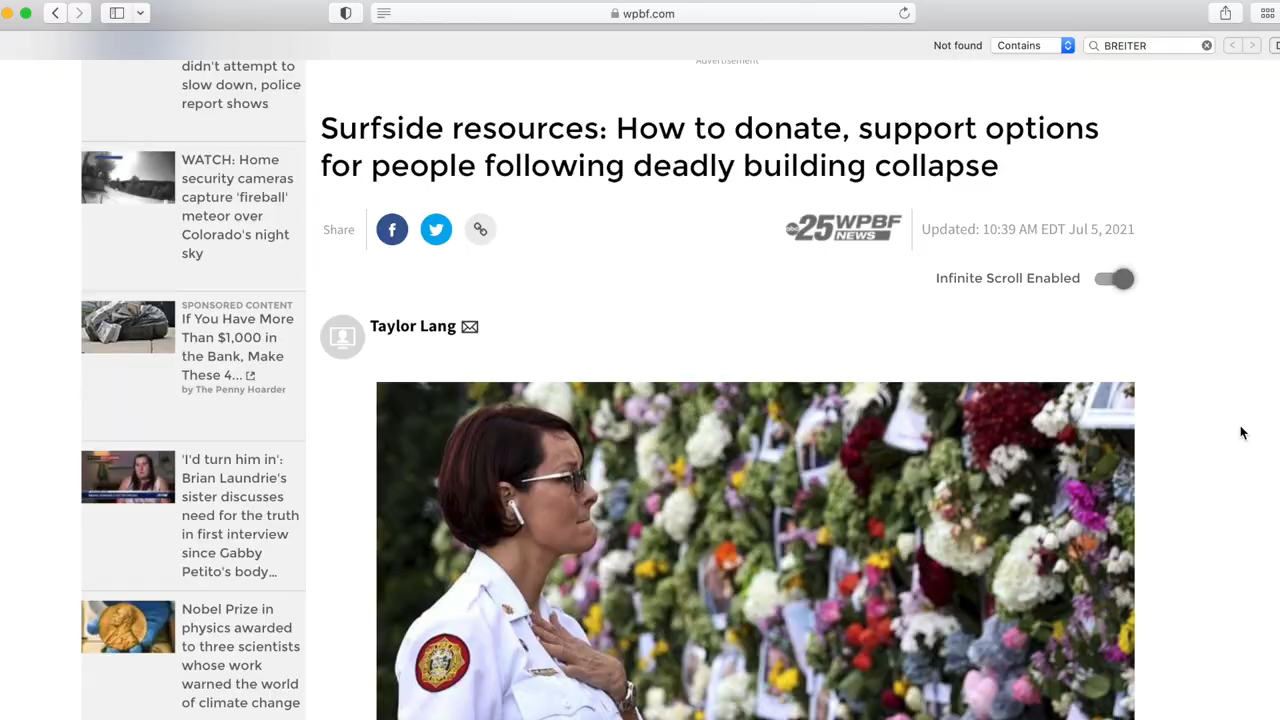 wpbf.com
Not found
Contains
BREITER
Advertisement
didn't attempt to
slow down, police
report shows
WATCH: Home
security cameras
capture 'fireball'
meteor over
Colorado's night
sky
SPONSORED CONTENT
If You Have More
Than $1,000 in
the Bank, Make
These 4...
by The Penny Hoarder
'I'd turn him in':
Brian Laundrie's
sister discusses
need for the truth
in first interview
since Gabby
Petito's body...
Nobel Prize in
physics awarded
to three scientists
whose work
warned the world
of climate change
Surfside resources: How to donate, support options
for people following deadly building collapse
Share
abc 25 WPBF
NEWS
Updated: 10:39 AM EDT Jul 5, 2021
Infinite Scroll Enabled
Taylor Lang